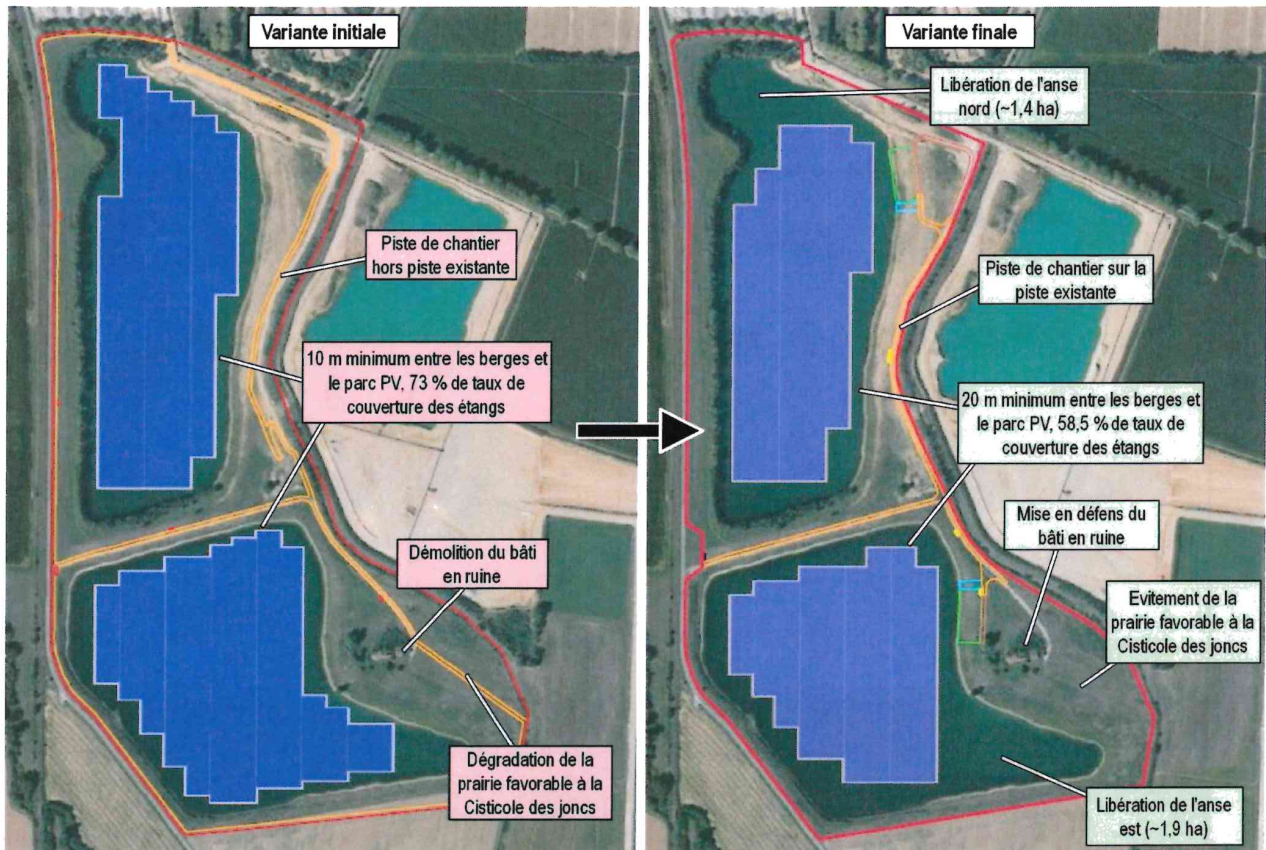 Variante initiale
Piste de chantier
hors piste existante
10 m minimum entre les berges et
le parc PV, 73 % de taux de
couverture des étangs
Démolition du bâti
en ruine
Dégradation de la
prairie favorable à la
Cisticole des joncs
Variante finale
Libération de l'anse
nord (~1,4 ha)
Piste de chantier sur la
piste existante
20 m minimum entre les berges et
le parc PV, 58,5 % de taux de
couverture des étangs
Mise en défens du
bâti en ruine
Evitement de la
prairie favorable à la
Cisticole des joncs
Libération de l'anse
est (~1,9 ha)